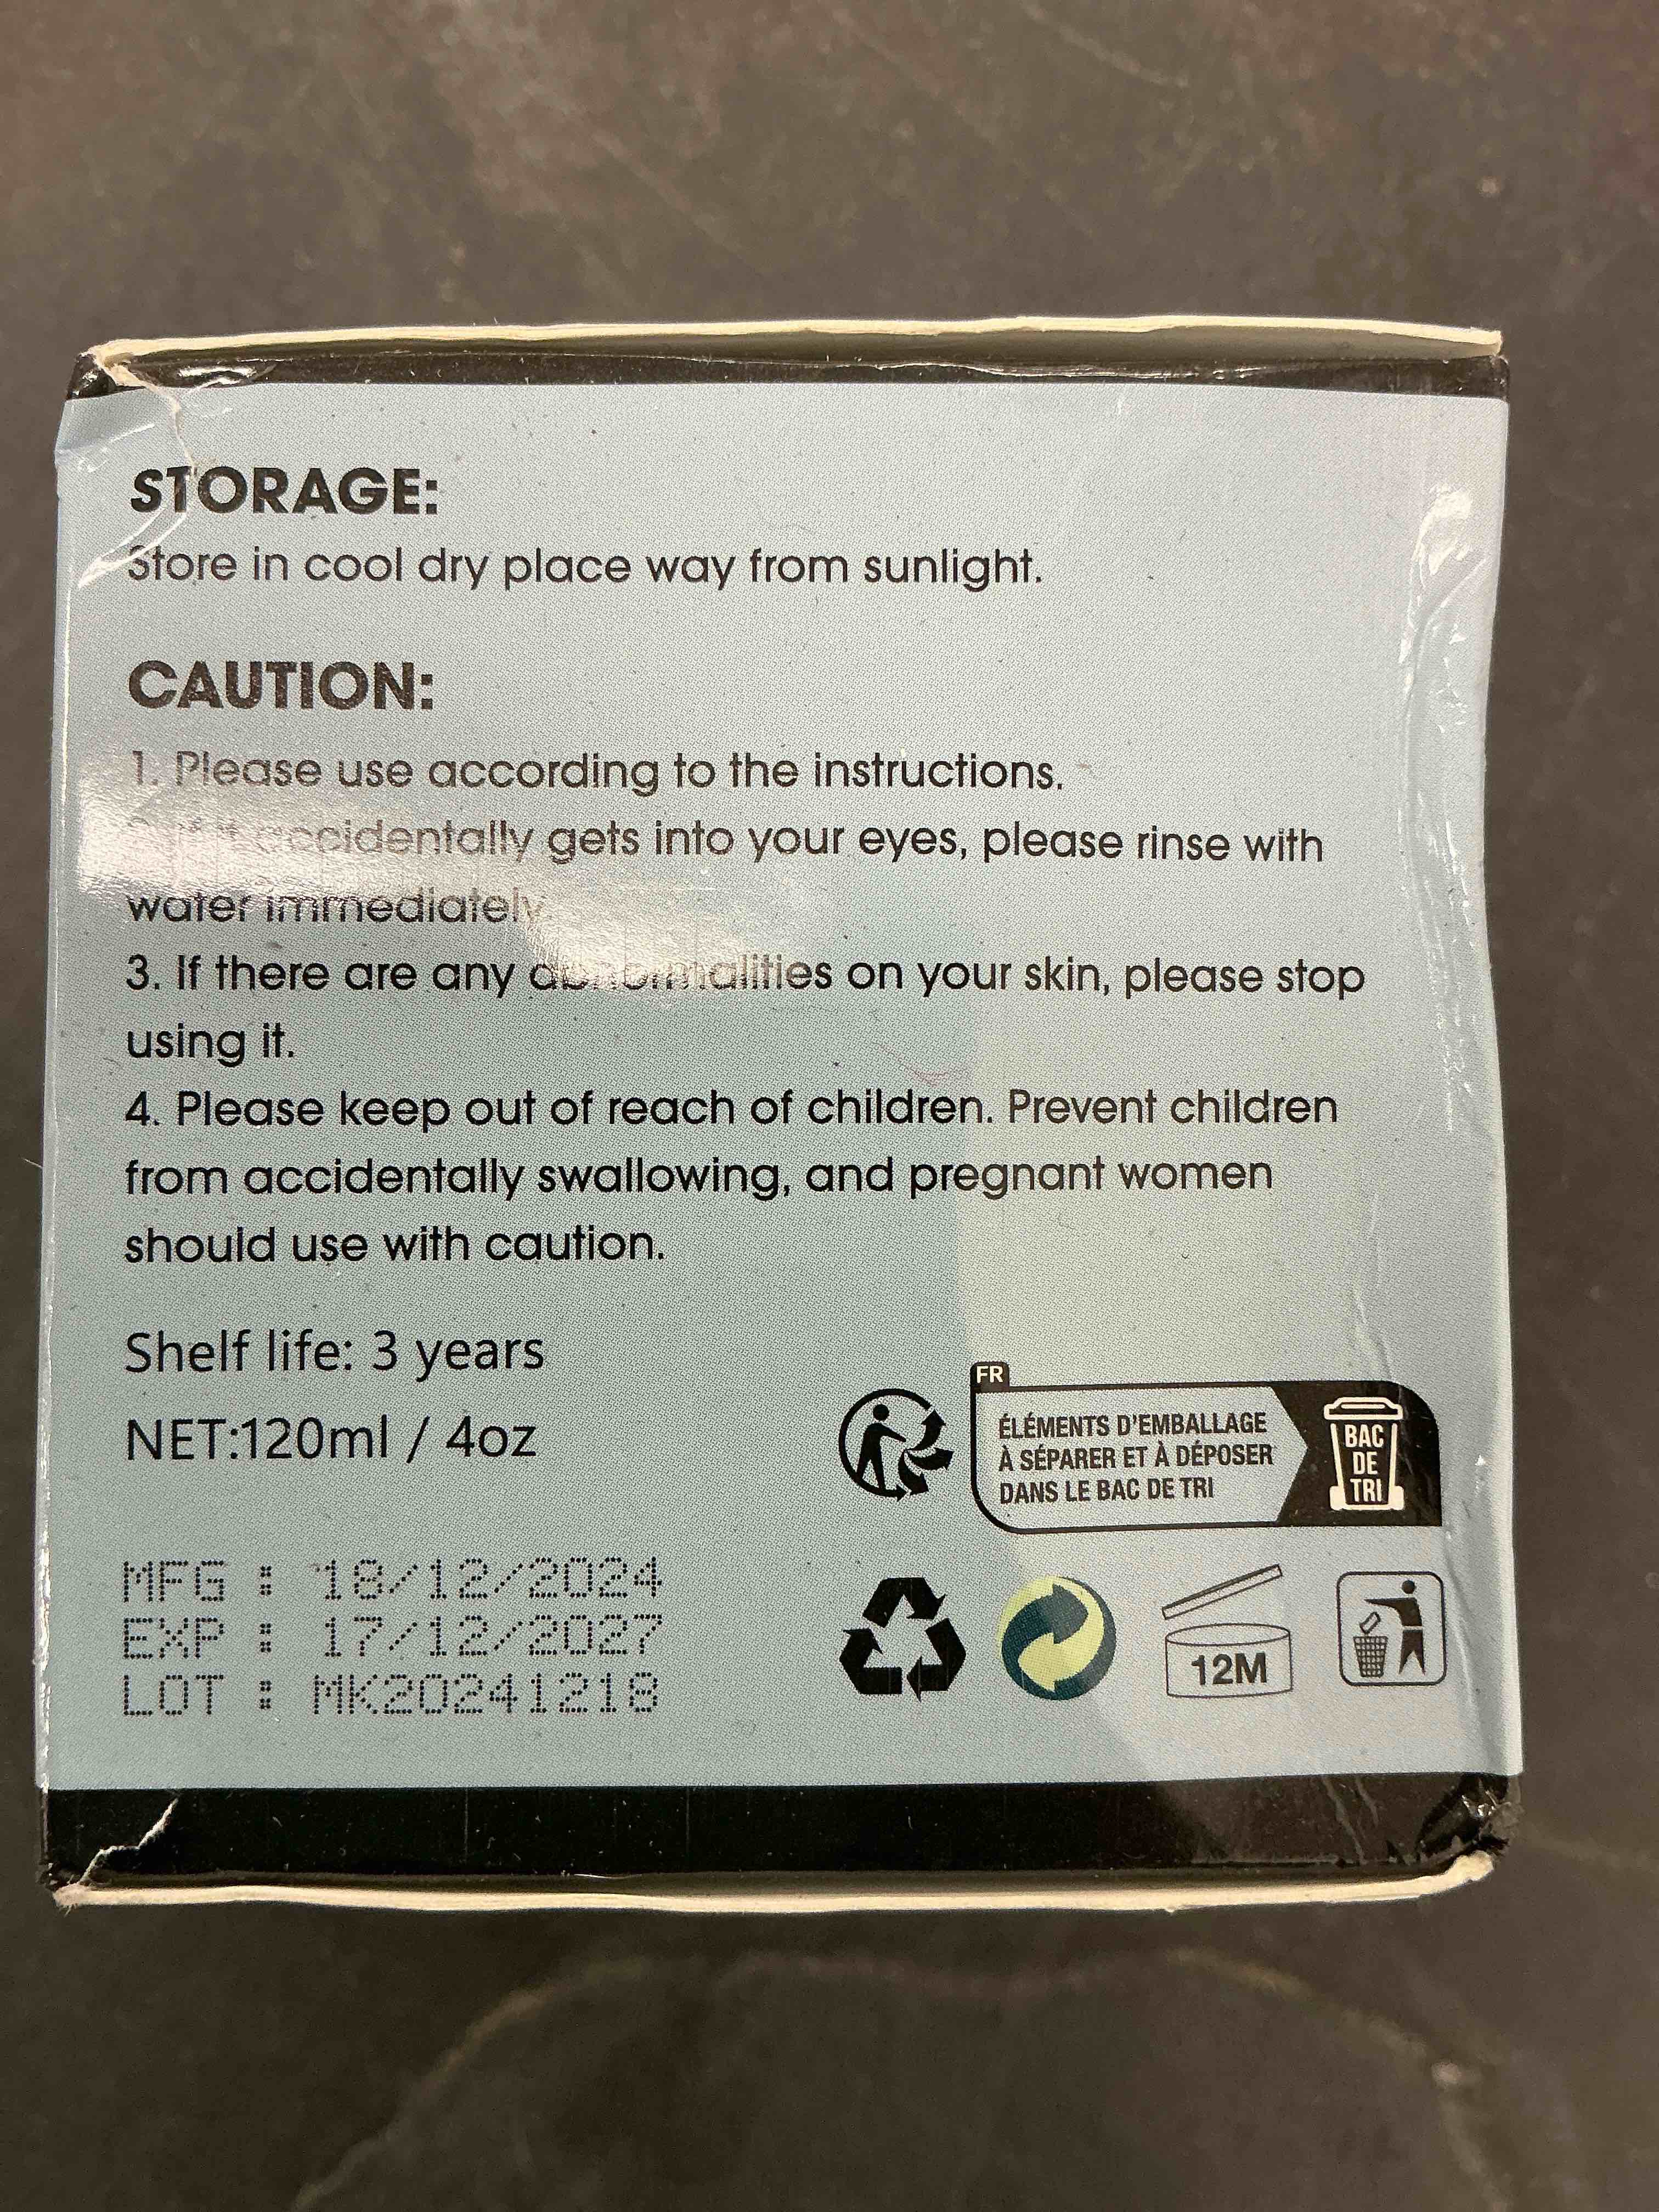 STORAGE:
Store in cool dry place way from sunlight.
CAUTION:
1. Please use according to the instructions.
accidentally gets into your eyes, please rinse with
water immediately.
3. If there are any abnormalities on your skin, please stop
using it.
4. Please keep out of reach of children. Prevent children
from accidentally swallowing, and pregnant women
should use with caution.
Shelf life: 3 years
NET:120ml / 4oz
FR
ÉLÉMENTS D'EMBALLAGE
À SÉPARER ET À DÉPOSER
DANS LE BAC DE TRI
BAC
DE
TRI
MFG : 18/12/2024
EXP : 17/12/2027
LOT : MK20241218
12M